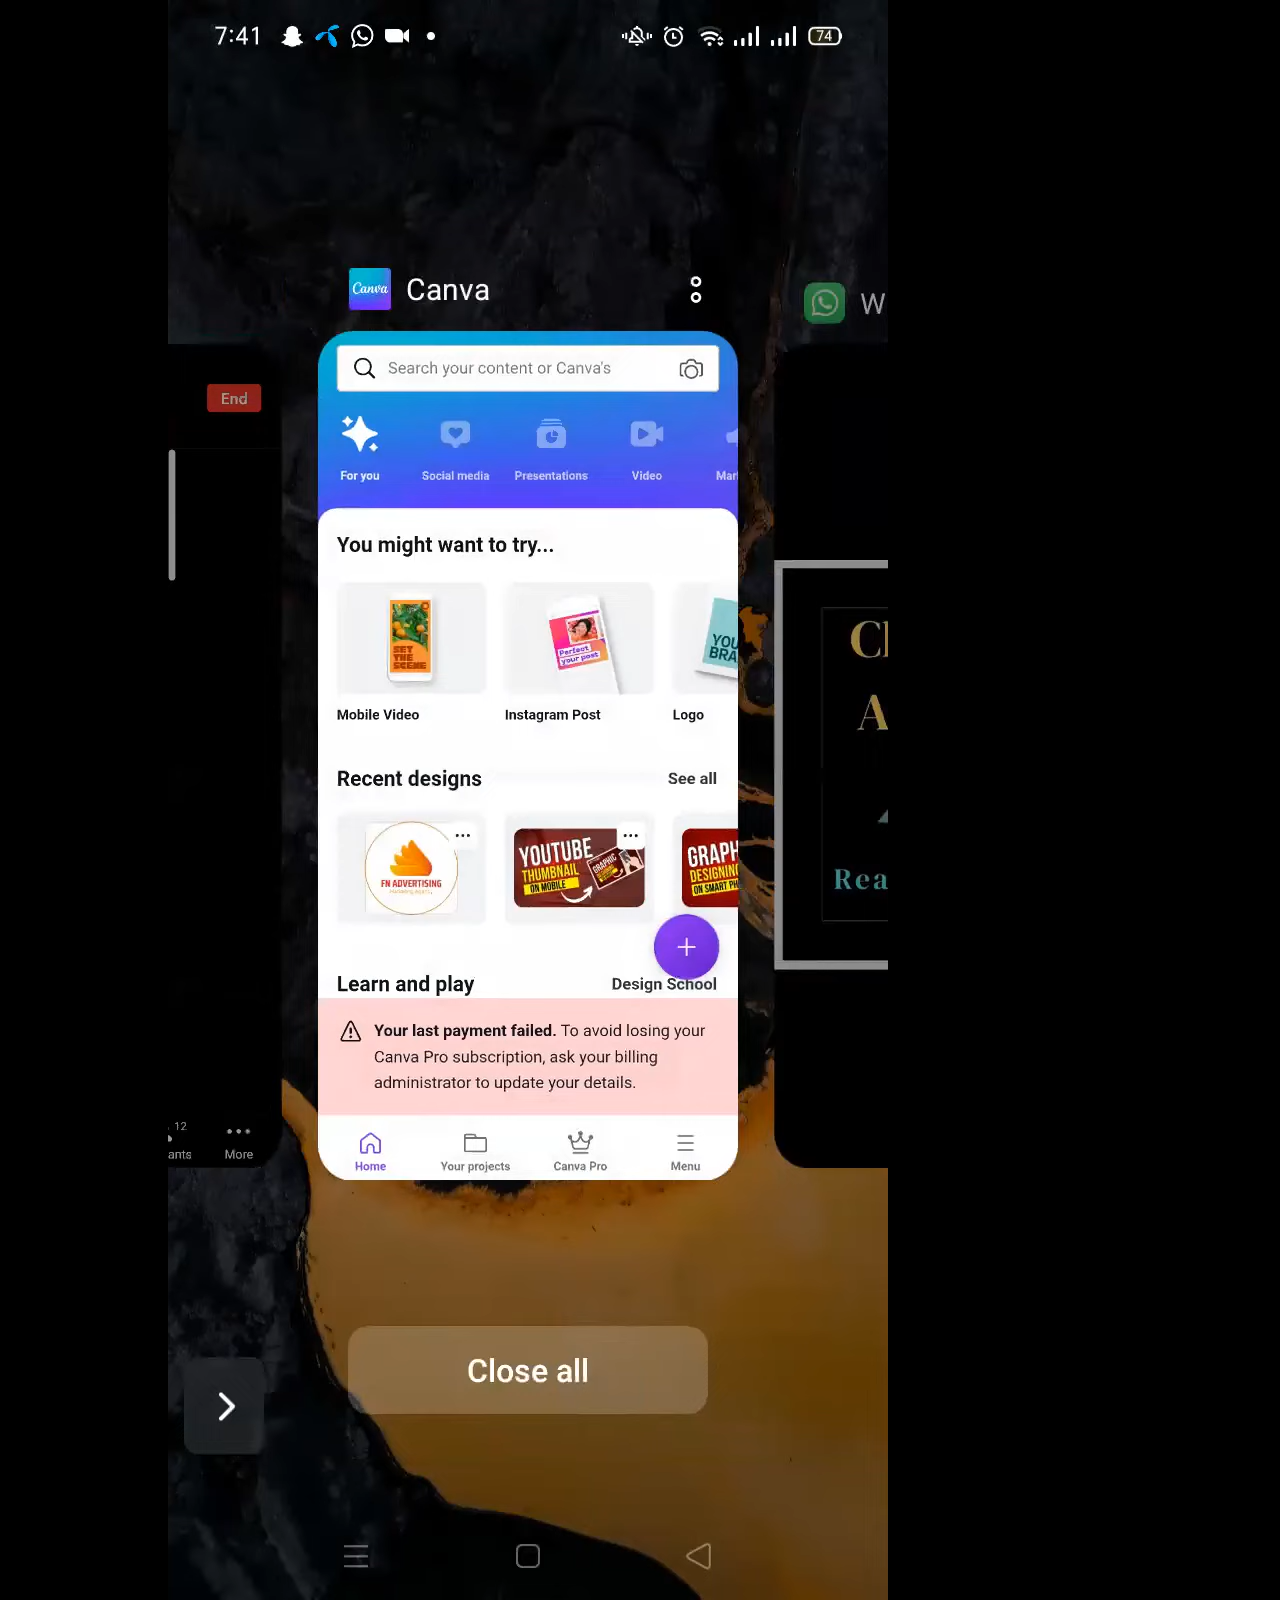 7:41
74
Canva
Canva
W
End
Search your content or Canva's
For you
Social media
Presentations
Video
Mar
You might want to try...
SET
THE
SCENE
Perfect
your post
YOU
BRA
Mobile Video
Instagram Post
Logo
Recent designs
See all
FN ADVERTISING
YOUTUBE
THUMBNAIL
ON MOBILE
GRAPHIC
GRAPH
DESIGNING
ON SMART PH
Learn and play
Design School
Your last payment failed. To avoid losing your
Canva Pro subscription, ask your billing
administrator to update your details.
Home
Your projects
Canva Pro
Menu
12
ants
More
A
Rea
Close all